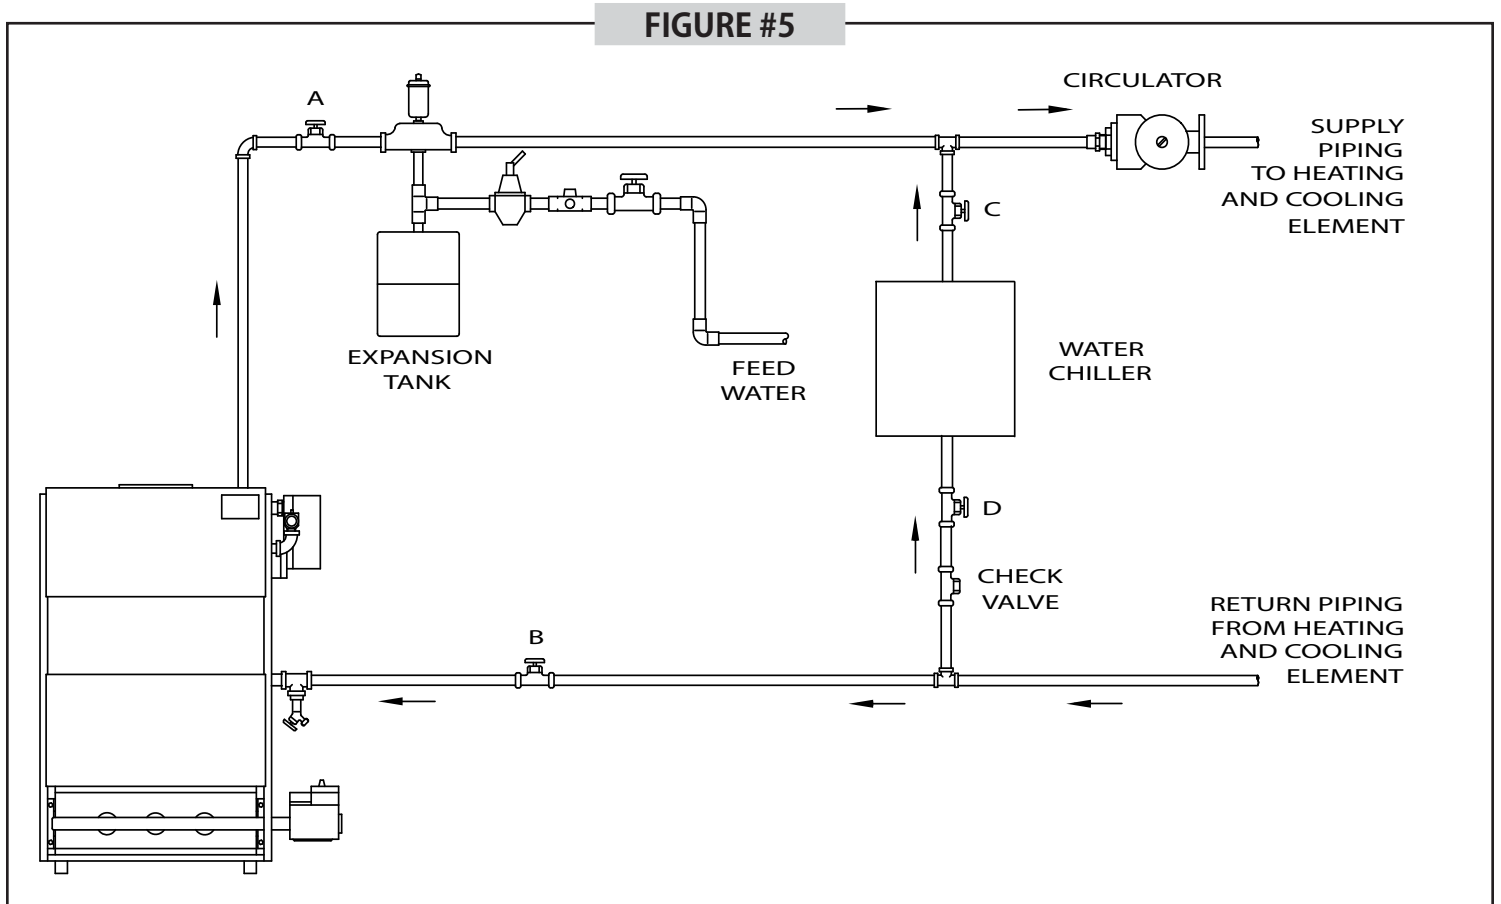 FIGURE #5
A
CIRCULATOR
SUPPLY
PIPING
TO HEATING
AND COOLING
ELEMENT
C
EXPANSION
TANK
FEED
WATER
WATER
CHILLER
D
CHECK
VALVE
B
RETURN PIPING
FROM HEATING
AND COOLING
ELEMENT